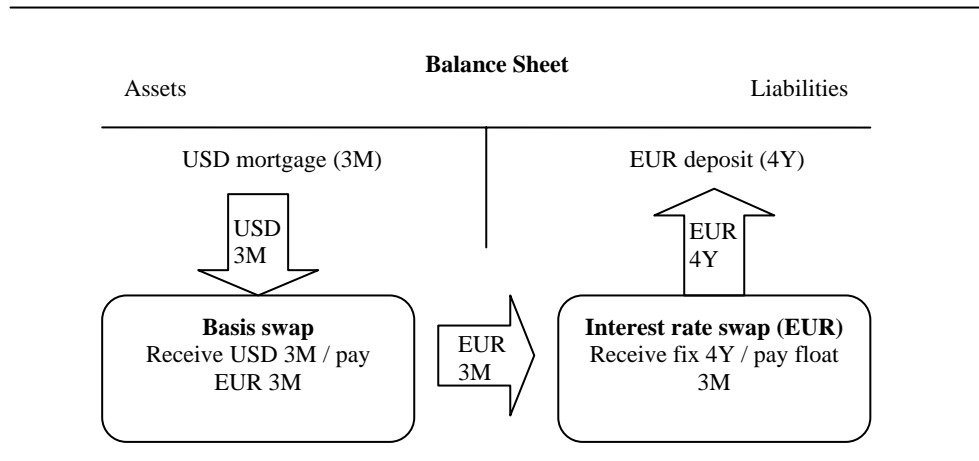 Balance Sheet
Assets
Liabilities
USD mortgage (3M)
EUR deposit (4Y)
USD
3M
EUR
4Y
Basis swap
Receive USD 3M / pay
EUR 3M
EUR
3M
Interest rate swap (EUR)
Receive fix 4Y / pay float
3M